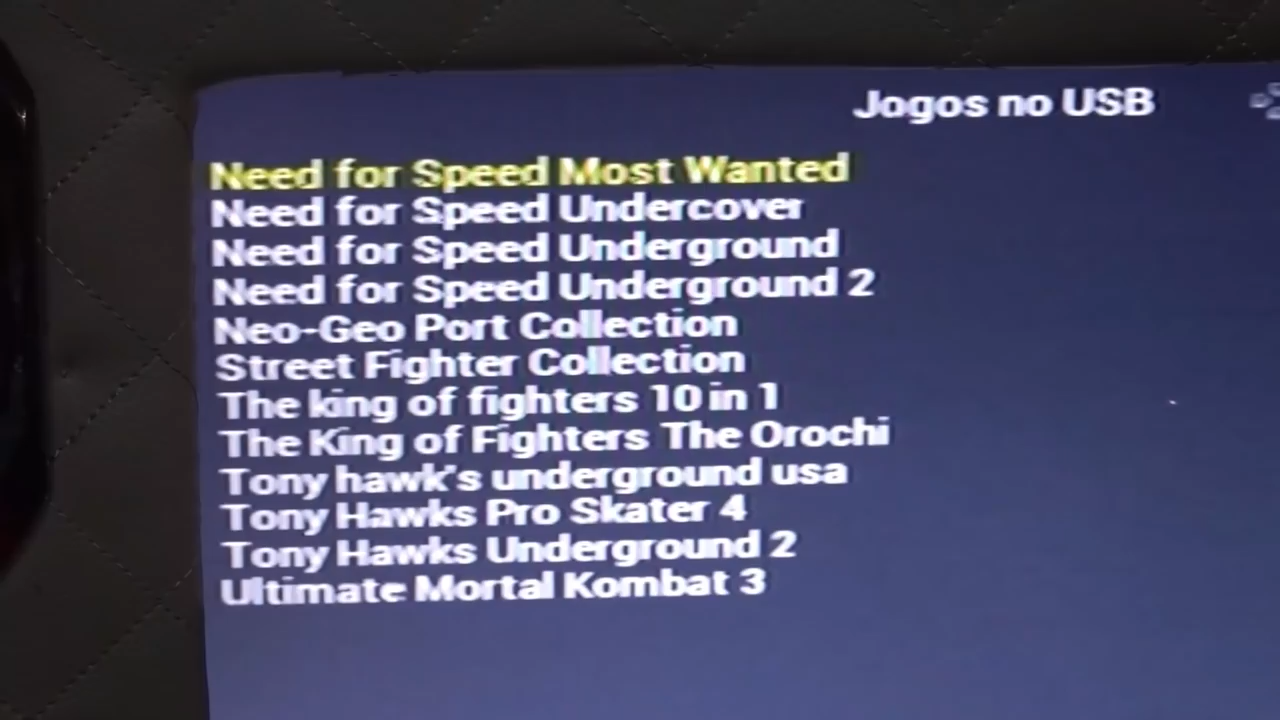 Jogos no USB
Need for Speed Most Wanted
Need for Speed Undercover
Need for Speed Underground
Need for Speed Underground 2
Neo-Geo Port Collection
Street Fighter Collection
The king of fighters 10 in 1
The King of Fighters The Orochi
Tony hawk's underground usa
Tony Hawks Pro Skater 4
Tony Hawks Underground 2
Ultimate Mortal Kombat 3